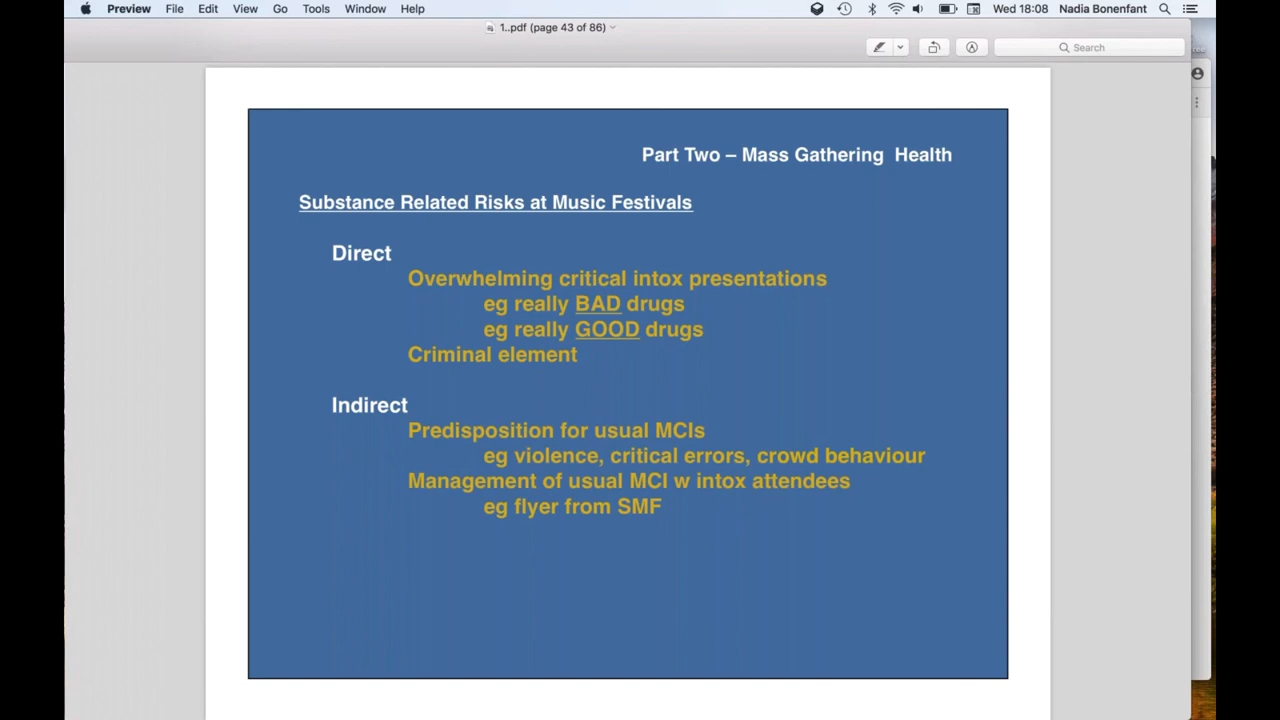 Preview File Edit View Go Tools Window Help Wed 18:08 Nadia Bonenfant
1..pdf (page 43 of 86)
Search
Part Two – Mass Gathering Health
Substance Related Risks at Music Festivals
Direct
Overwhelming critical intox presentations
eg really BAD drugs
eg really GOOD drugs
Criminal element
Indirect
Predisposition for usual MCIs
eg violence, critical errors, crowd behaviour
Management of usual MCI w intox attendees
eg flyer from SMF